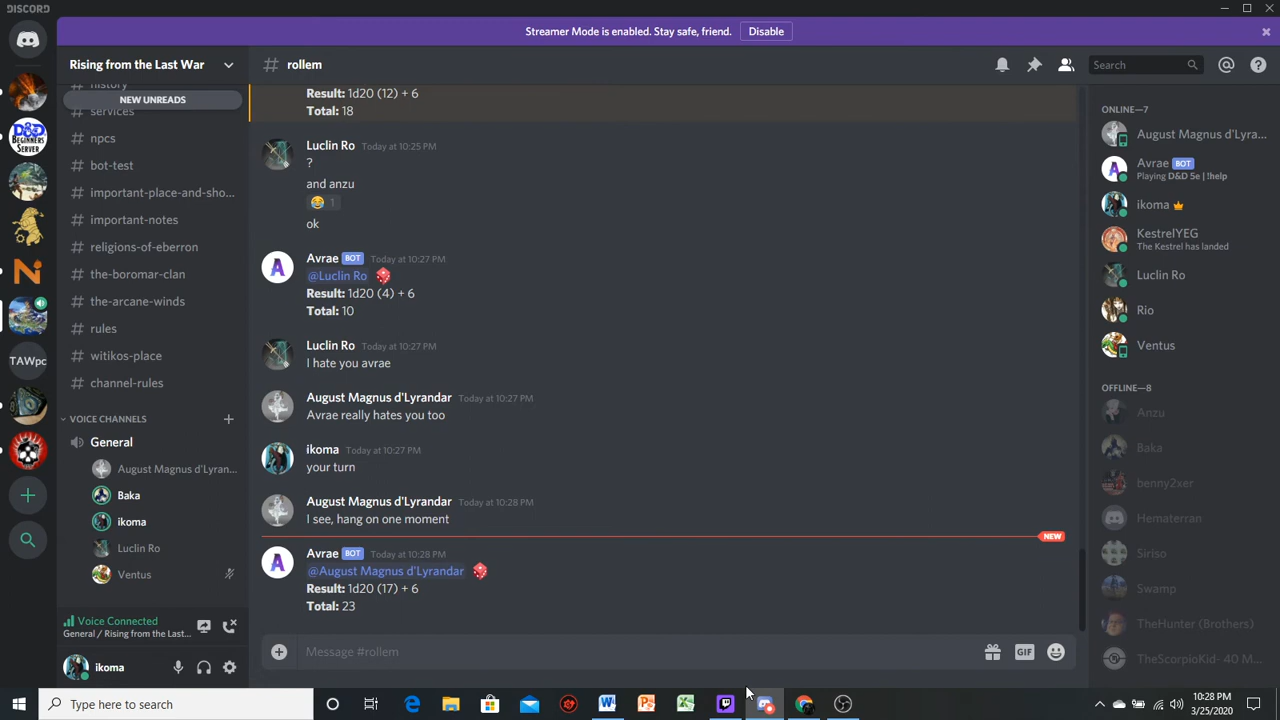 DISCORD
Streamer Mode is enabled. Stay safe, friend. Disable
Rising from the Last War
history
NEW UNREADS
services
npcs
bot-test
important-place-and-sho...
important-notes
religions-of-eberron
the-boromar-clan
the-arcane-winds
rules
witikos-place
channel-rules
VOICE CHANNELS
General
August Magnus d'Lyran...
Baka
ikoma
Luclin Ro
Ventus
Voice Connected
General / Rising from the Last...
ikoma
TAWpc
D&D
BEGINNERS
SERVER
# rollem
Search
Result: 1d20 (12) + 6
Total: 18
Luclin Ro Today at 10:25 PM
?
and anzu
1
ok
Avrae BOT Today at 10:27 PM
@Luclin Ro
Result: 1d20 (4) + 6
Total: 10
Luclin Ro Today at 10:27 PM
I hate you avrae
August Magnus d'Lyrandar Today at 10:27 PM
Avrae really hates you too
ikoma Today at 10:27 PM
your turn
August Magnus d'Lyrandar Today at 10:28 PM
I see, hang on one moment
NEW
Avrae BOT Today at 10:28 PM
@August Magnus d'Lyrandar
Result: 1d20 (17) + 6
Total: 23
Message #rollem
GIF
ONLINE—7
August Magnus d'Lyra...
Avrae BOT
Playing D&D 5e | !help
ikoma
KestrelYEG
The Kestrel has landed
Luclin Ro
Rio
Ventus
OFFLINE—8
Anzu
Baka
benny2xer
Hematerran
Siriso
Swamp
TheHunter (Brothers)
TheScorpioKid- 40 M...
Type here to search
10:28 PM
3/25/2020